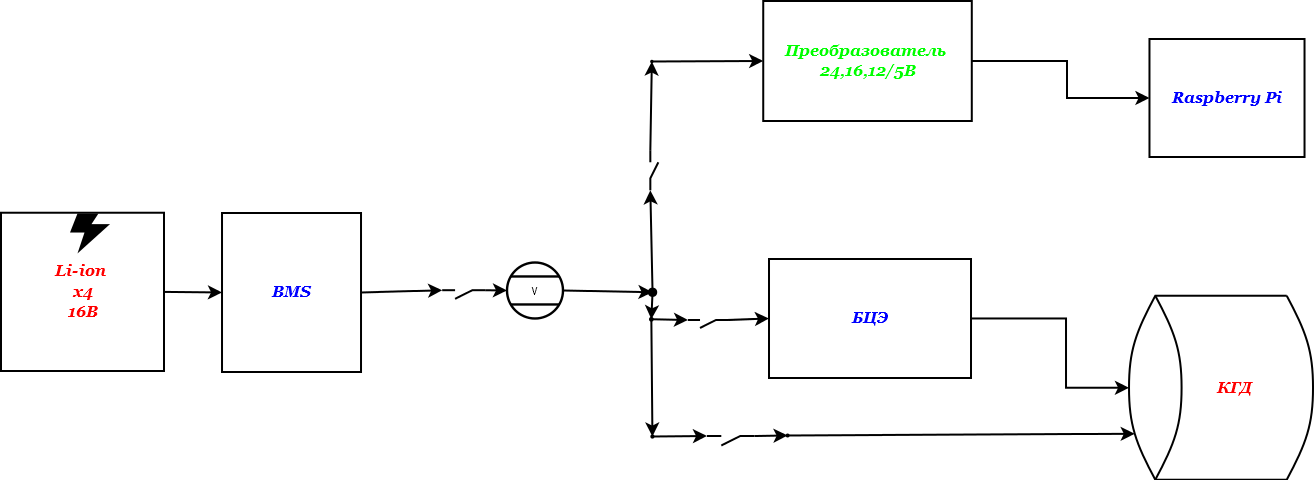 Преобразователь
24,16,12/5В
Raspberry Pi
Li-ion
x4
16В
BMS
V
БЦЭ
КГД